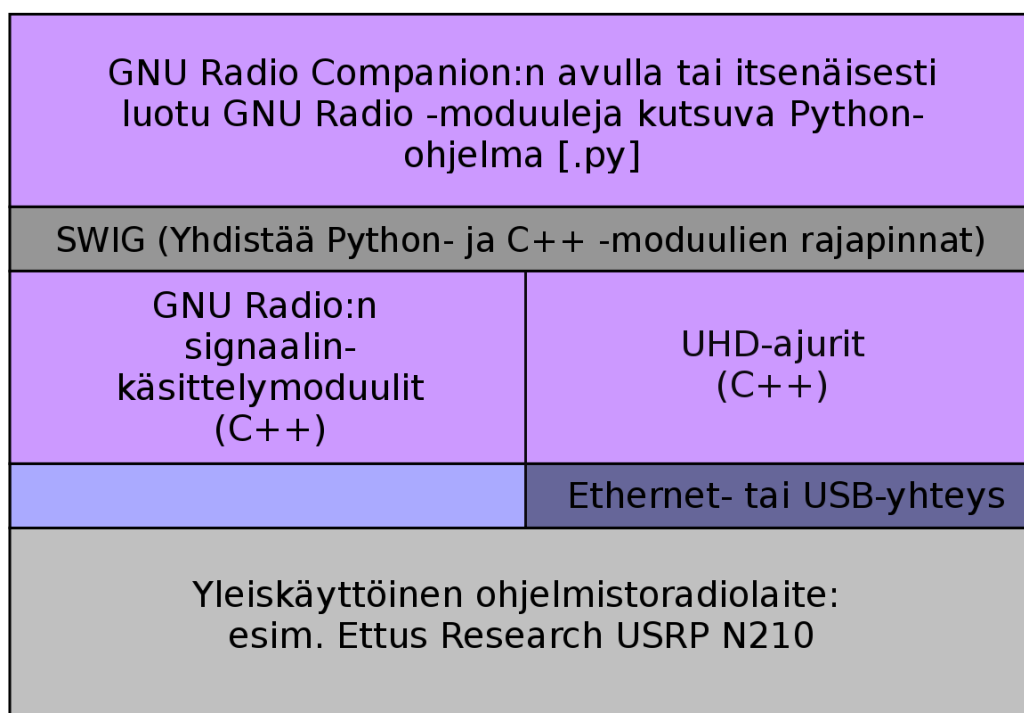 GNU Radio Companion:n avulla tai itsenäisesti
luotu GNU Radio -moduuleja kutsuva Python-
ohjelma [.py]
SWIG (Yhdistää Python- ja C++ -moduulien rajapinnat)
GNU Radio:n
signaalin-
käsittelymoduulit
(C++)
UHD-ajurit
(C++)
Ethernet- tai USB-yhteys
Yleiskäyttöinen ohjelmistoradiolaite:
esim. Ettus Research USRP N210